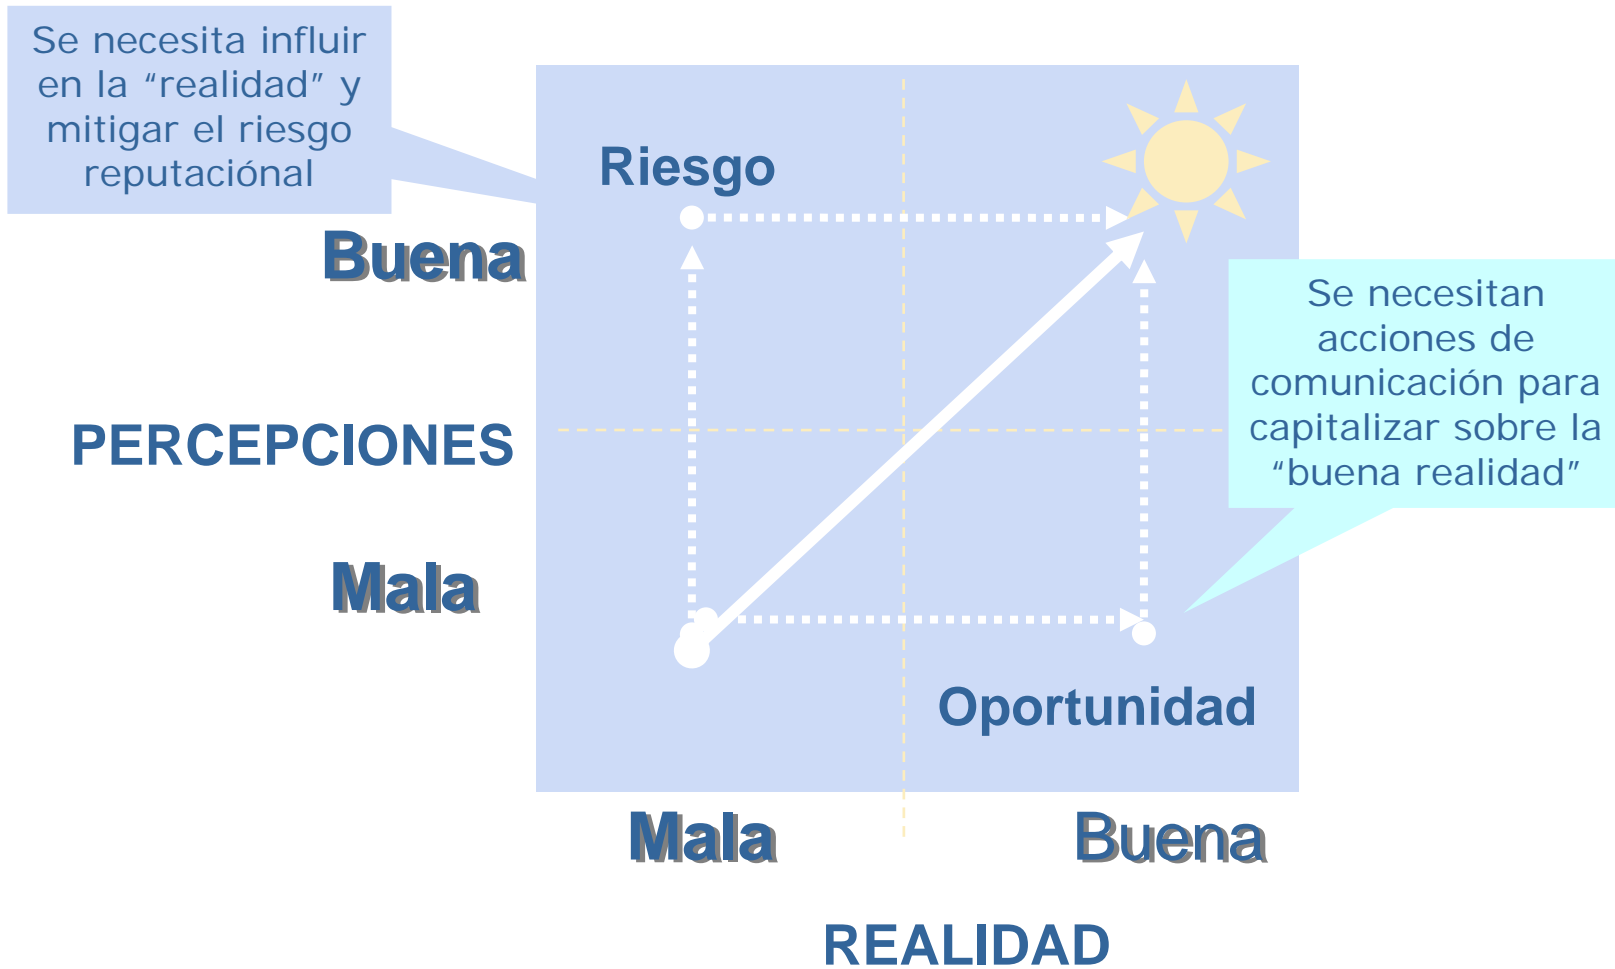 Se necesita influir
en la “realidad” y
mitigar el riesgo
reputaciónal
Riesgo
Buena
Se necesitan
acciones de
comunicación para
capitalizar sobre la
“buena realidad”
PERCEPCIONES
Mala
Oportunidad
Mala
Buena
REALIDAD